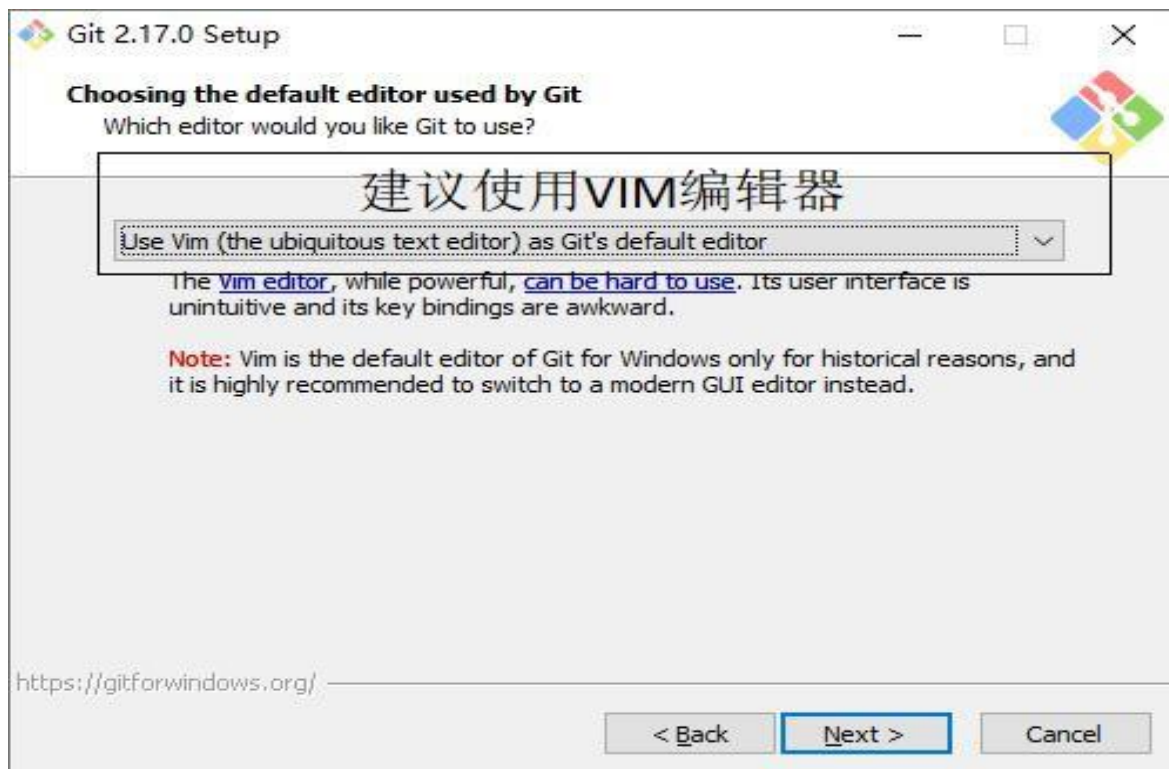 Git 2.17.0 Setup
Choosing the default editor used by Git
Which editor would you like Git to use?
建议使用VIM编辑器
Use Vim (the ubiquitous text editor) as Git's default editor
The Vim editor, while powerful, can be hard to use. Its user interface is
unintuitive and its key bindings are awkward.
Note: Vim is the default editor of Git for Windows only for historical reasons, and
it is highly recommended to switch to a modern GUI editor instead.
https://gitforwindows.org/
< Back
Next >
Cancel